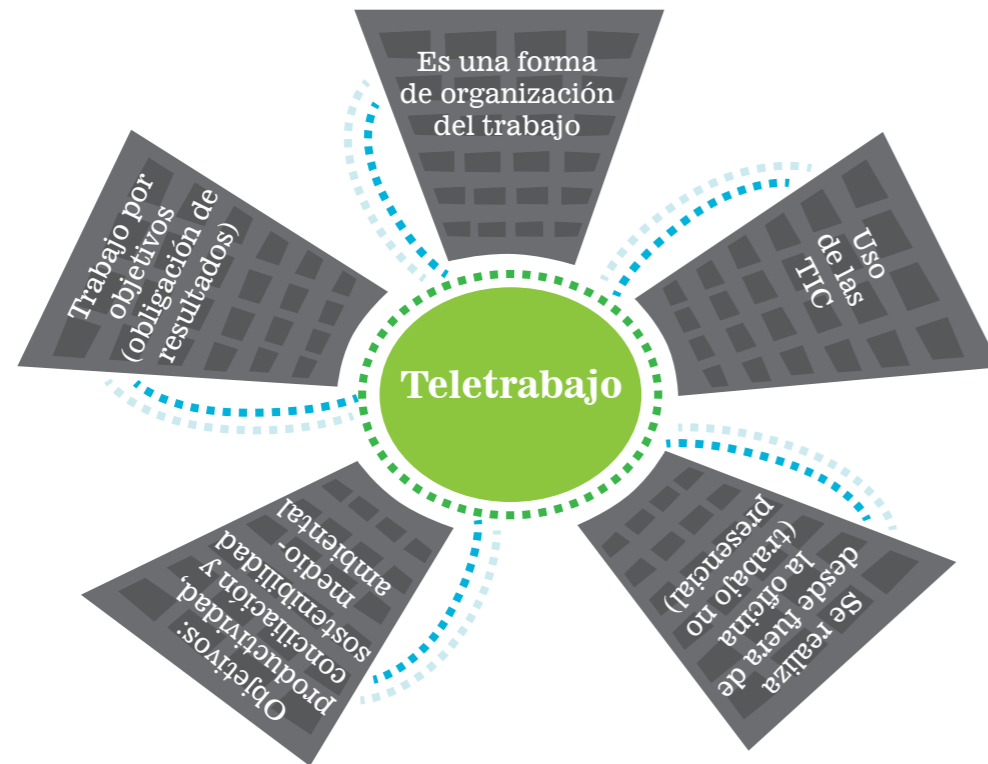 Es una forma
de organización
del trabajo
Uso
de las
TIC
Se realiza
desde fuera de
la oficina
(trabajo no
presencial)
Objetivos:
productividad,
conciliación y
sostenibilidad
medio-
ambiental
Trabajo por
objetivos
(obligación de
resultados)
Teletrabajo